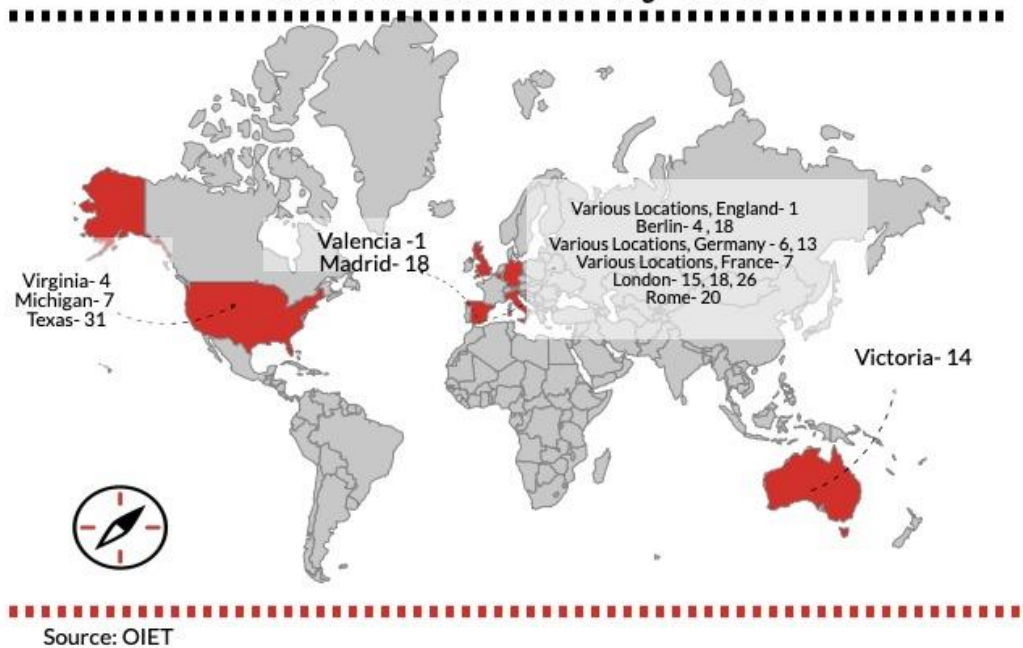 Valencia -1
Madrid- 18
Various Locations, England- 1
Berlin- 4 , 18
Various Locations, Germany - 6, 13
Various Locations, France- 7
London- 15, 18, 26
Rome- 20
Virginia- 4
Michigan- 7
Texas- 31
Victoria- 14
Source: OIET